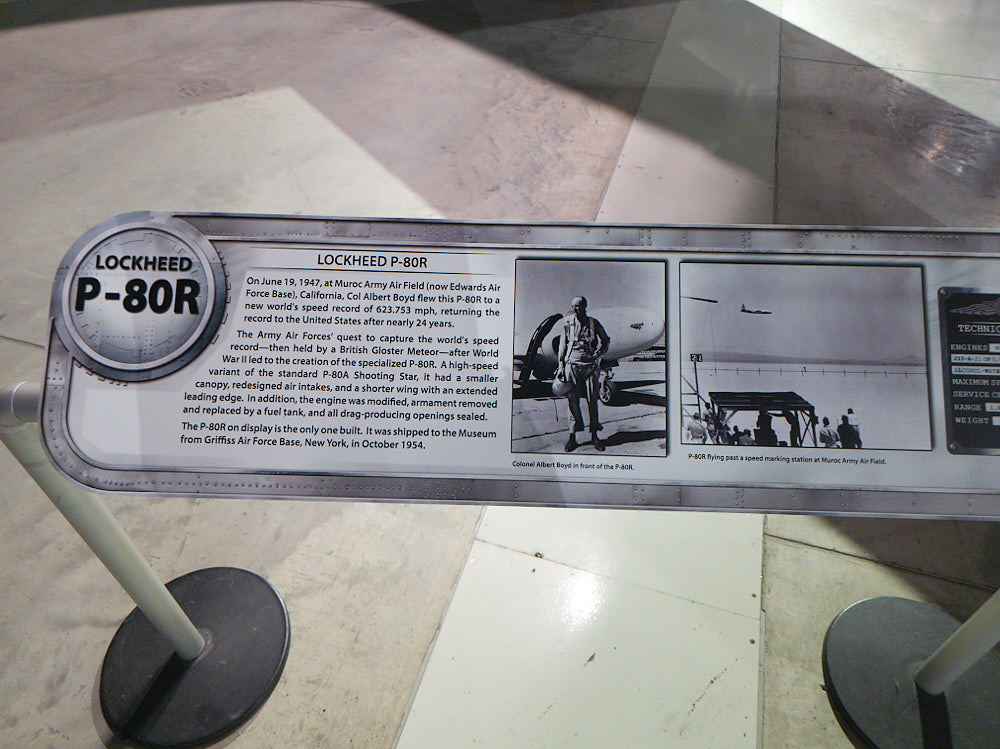 LOCKHEED
P-80R
LOCKHEED P-80R
On June 19, 1947, at Muroc Army Air Field (now Edwards Air
Force Base), California, Col Albert Boyd flew this P-80R to a
new world's speed record of 623.753 mph, returning the
record to the United States after nearly 24 years.
The Army Air Forces' quest to capture the world's speed
record—then held by a British Gloster Meteor—after World
War II led to the creation of the specialized P-80R. A high-speed
variant of the standard P-80A Shooting Star, it had a smaller
canopy, redesigned air intakes, and a shorter wing with an extended
leading edge. In addition, the engine was modified, armament removed
and replaced by a fuel tank, and all drag-producing openings sealed.
The P-80R on display is the only one built. It was shipped to the Museum
from Griffiss Air Force Base, New York, in October 1954.
Colonel Albert Boyd in front of the P-80R.
21
P-80R flying past a speed marking station at Muroc Army Air Field.
TECHNIC
ENGINES
ALCOHOL-WATE
MAXIMUM S
SERVICE CE
RANGE
WEIGHT